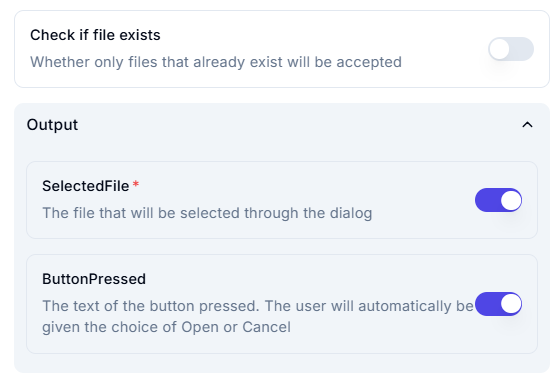 Check if file exists
Whether only files that already exist will be accepted
Output
SelectedFile *
The file that will be selected through the dialog
ButtonPressed
The text of the button pressed. The user will automatically be
given the choice of Open or Cancel